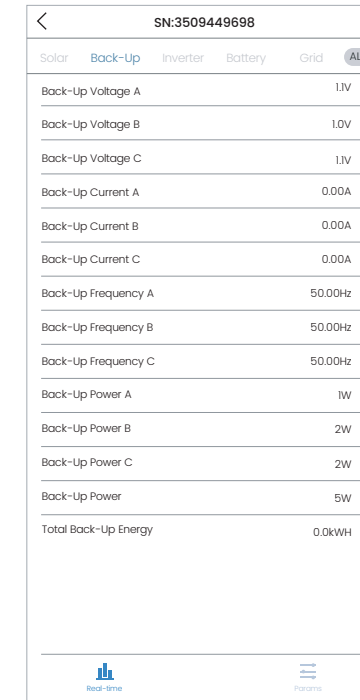 SN:3509449698
Solar Back-Up Inverter Battery Grid
Back-Up Voltage A 1.1V
Back-Up Voltage B 1.0V
Back-Up Voltage C 1.1V
Back-Up Current A 0.00A
Back-Up Current B 0.00A
Back-Up Current C 0.00A
Back-Up Frequency A 50.00Hz
Back-Up Frequency B 50.00Hz
Back-Up Frequency C 50.00Hz
Back-Up Power A 1W
Back-Up Power B 2W
Back-Up Power C 2W
Back-Up Power 5W
Total Back-Up Energy 0.0kWH
Real-time Params